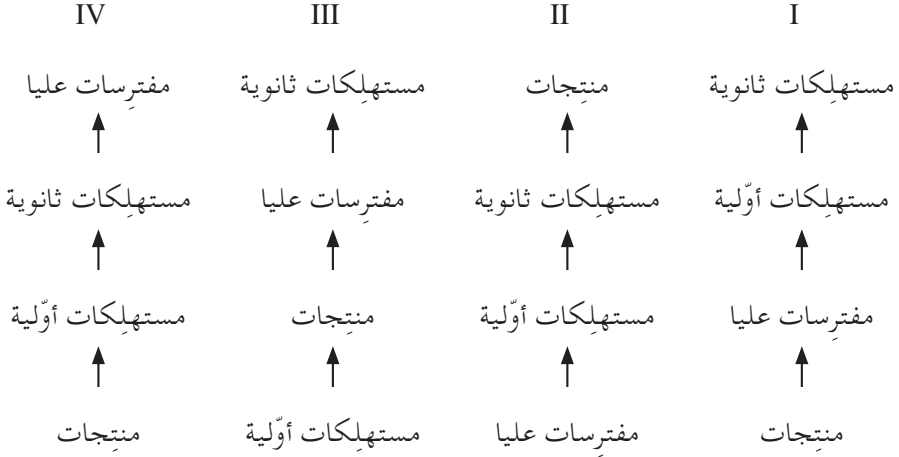 I II III IV
مستهلِكات ثانوية منتِجات مستهلِكات ثانوية مفترِسات عليا
مستهلِكات أوّلية مستهلِكات ثانوية مفترِسات عليا مستهلِكات ثانوية
مفترِسات عليا مستهلِكات أوّلية منتِجات مستهلِكات أوّلية
منتِجات مفترِسات عليا مستهلِكات أوّلية منتِجات